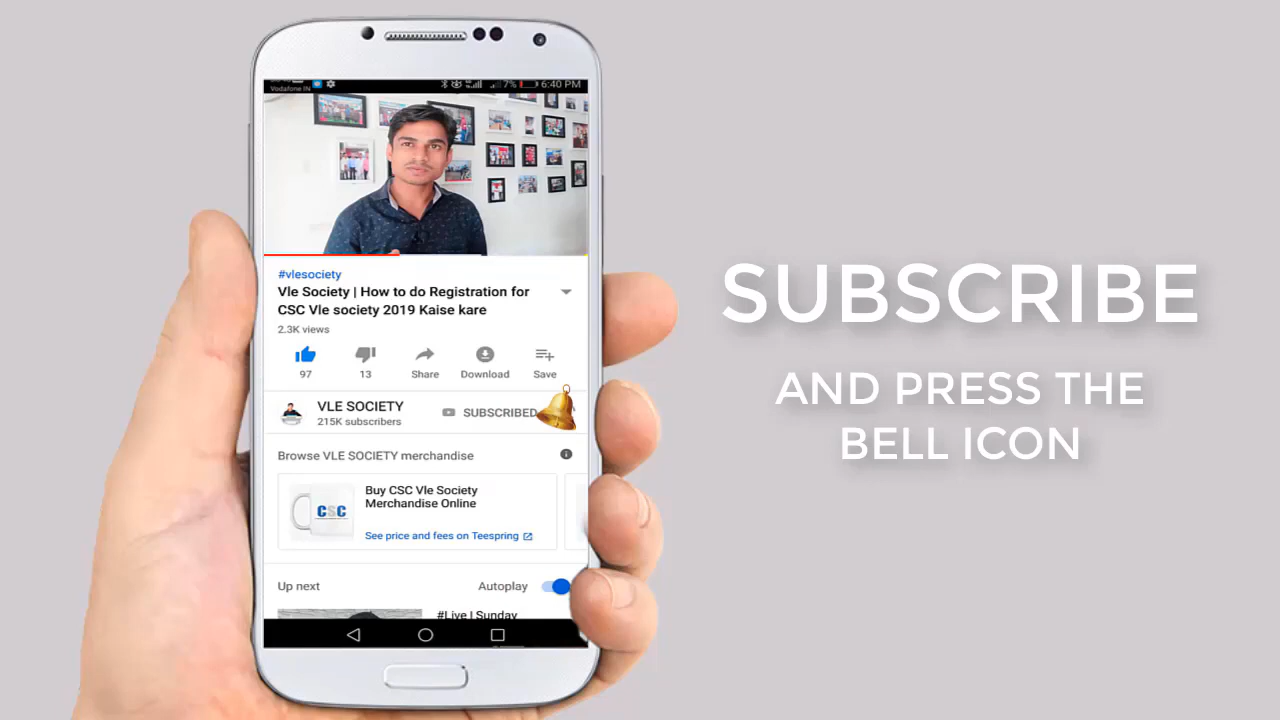 Vodafone IN
7% 6:40 PM
#vlesociety
Vle Society | How to do Registration for
CSC Vle society 2019 Kaise kare
2.3K views
97 13 Share Download Save
VLE SOCIETY
215K subscribers
SUBSCRIBED
Browse VLE SOCIETY merchandise
CSC
Buy CSC Vle Society
Merchandise Online
See price and fees on Teespring
Up next Autoplay
#Live | Sunday
SUBSCRIBE
AND PRESS THE
BELL ICON